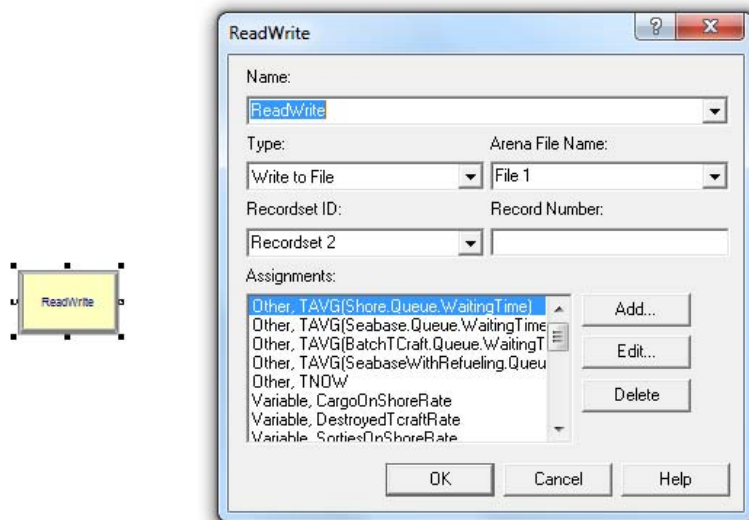 ReadWrite
Name:
ReadWrite
Type:
Arena File Name:
Write to File
File 1
Recordset ID:
Record Number:
Recordset 2
ReadWrite
Assignments:
Other, TAVG(Shore.Queue.WaitingTime)
Other, TAVG(Seabase.Queue.WaitingTime
Other, TAVG(BatchTCraft.Queue.WaitingT
Other, TAVG(SeabaseWithRefueling.Queu
Other, TNOW
Variable, CargoOnShoreRate
Variable, DestroyedTcraftRate
Variable, SortiesOnShoreRate
Add...
Edit...
Delete
OK
Cancel
Help